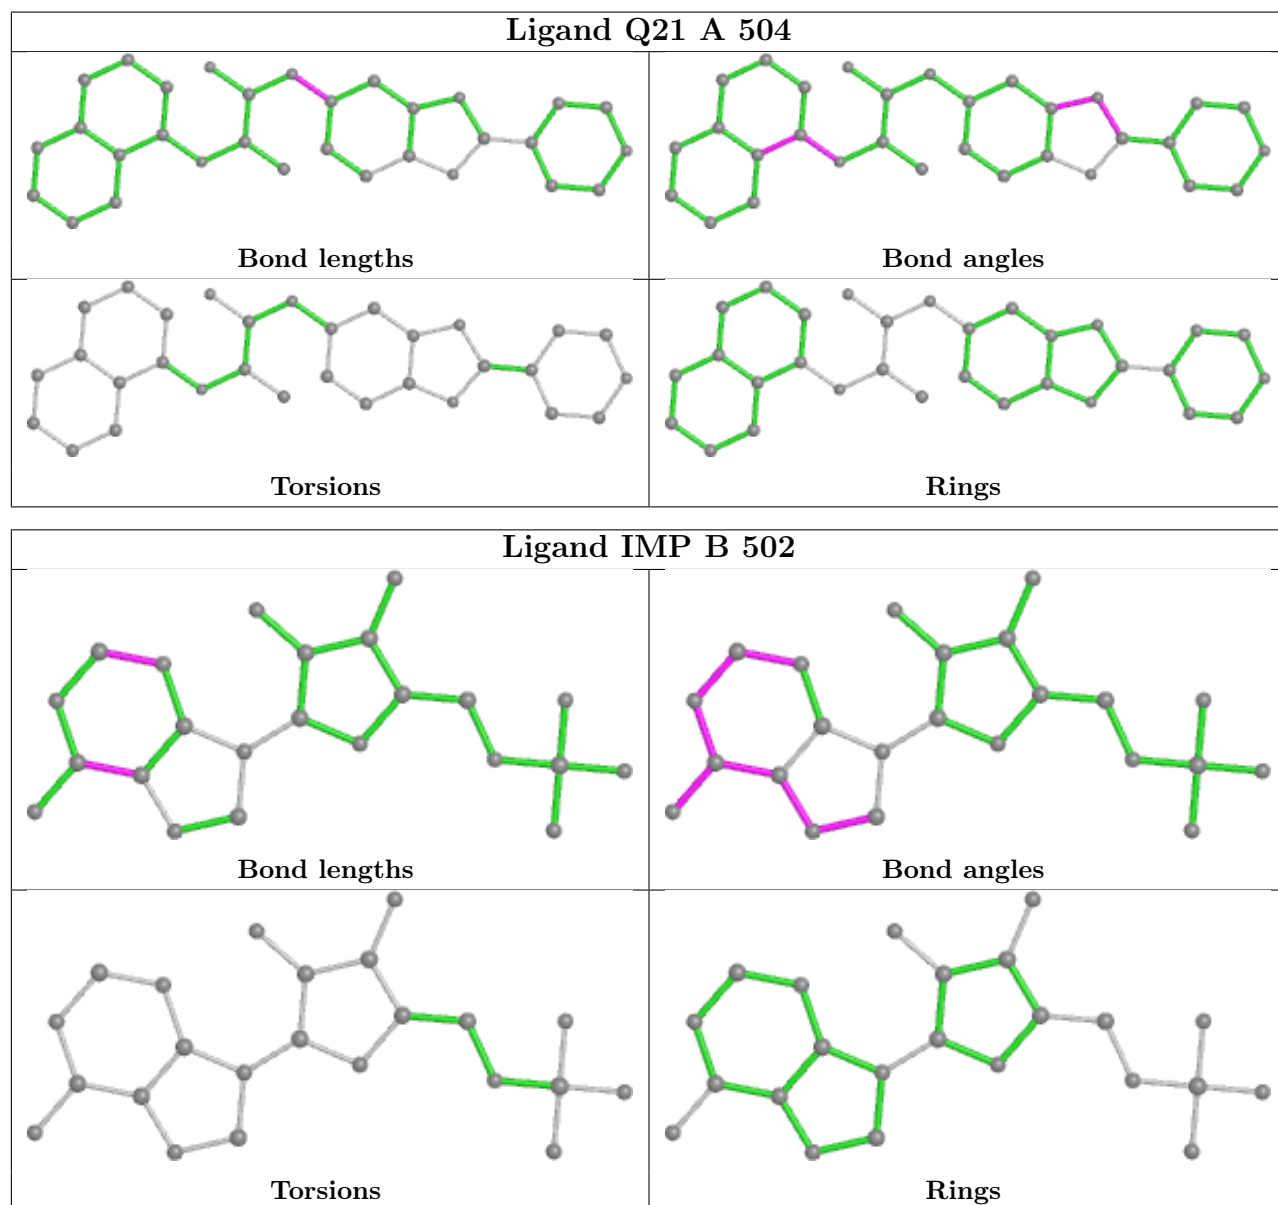 Ligand Q21 A 504
Bond lengths
Bond angles
Torsions
Rings
Ligand IMP B 502
Bond lengths
Bond angles
Torsions
Rings